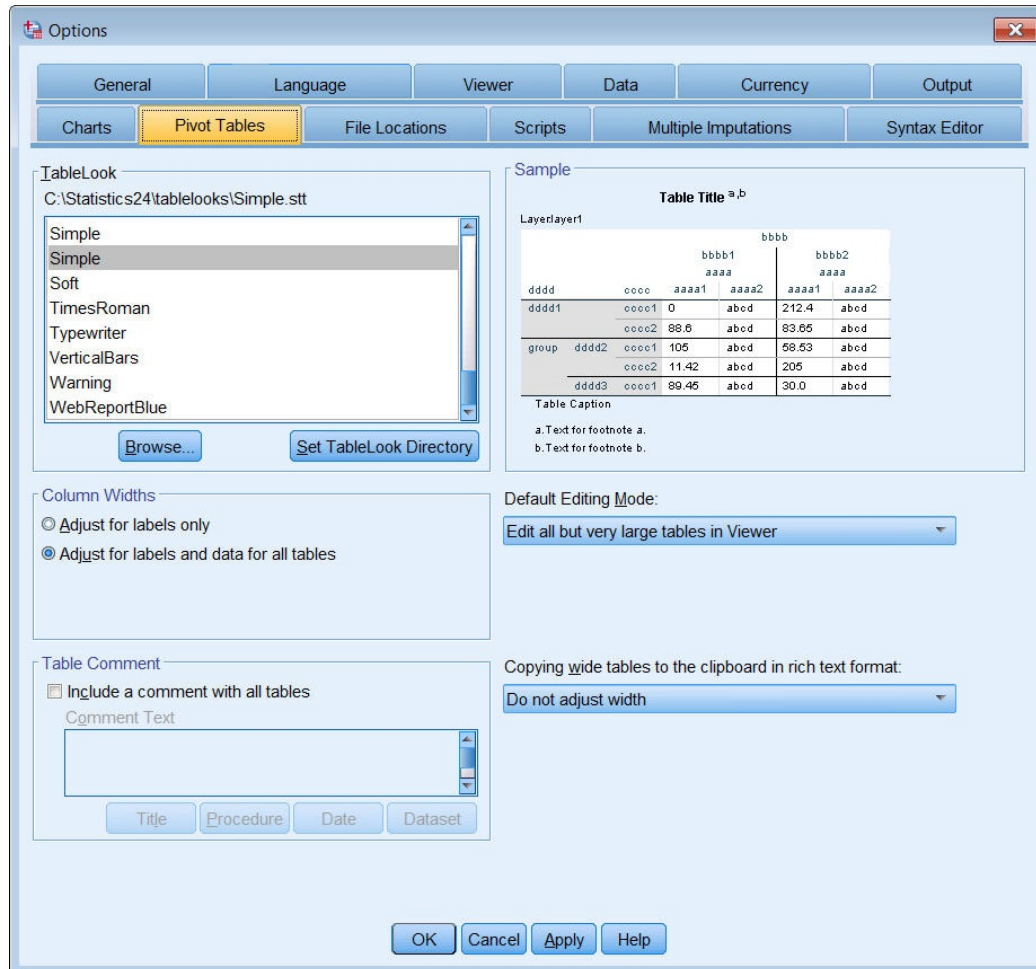 Options
General Language Viewer Data Currency Output
Charts Pivot Tables File Locations Scripts Multiple Imputations Syntax Editor
TableLook
C:\Statistics24\tablelooks\Simple.stt
Simple
Simple
Soft
TimesRoman
Typewriter
VerticalBars
Warning
WebReportBlue
Browse... Set TableLook Directory
Sample
Table Title a,b
Layerlayer1
bbbb
bbbb1 bbbb2
aaaa aaaa
dddd cccc aaaa1 aaaa2 aaaa1 aaaa2
dddd1 cccc1 0 abcd 212.4 abcd
cccc2 88.6 abcd 83.65 abcd
group dddd2 cccc1 105 abcd 58.53 abcd
cccc2 11.42 abcd 205 abcd
dddd3 cccc1 89.45 abcd 30.0 abcd
Table Caption
a.Text for footnote a.
b.Text for footnote b.
Column Widths
Adjust for labels only
Adjust for labels and data for all tables
Default Editing Mode:
Edit all but very large tables in Viewer
Table Comment
Include a comment with all tables
Comment Text
Title Procedure Date Dataset
Copying wide tables to the clipboard in rich text format:
Do not adjust width
OK Cancel Apply Help